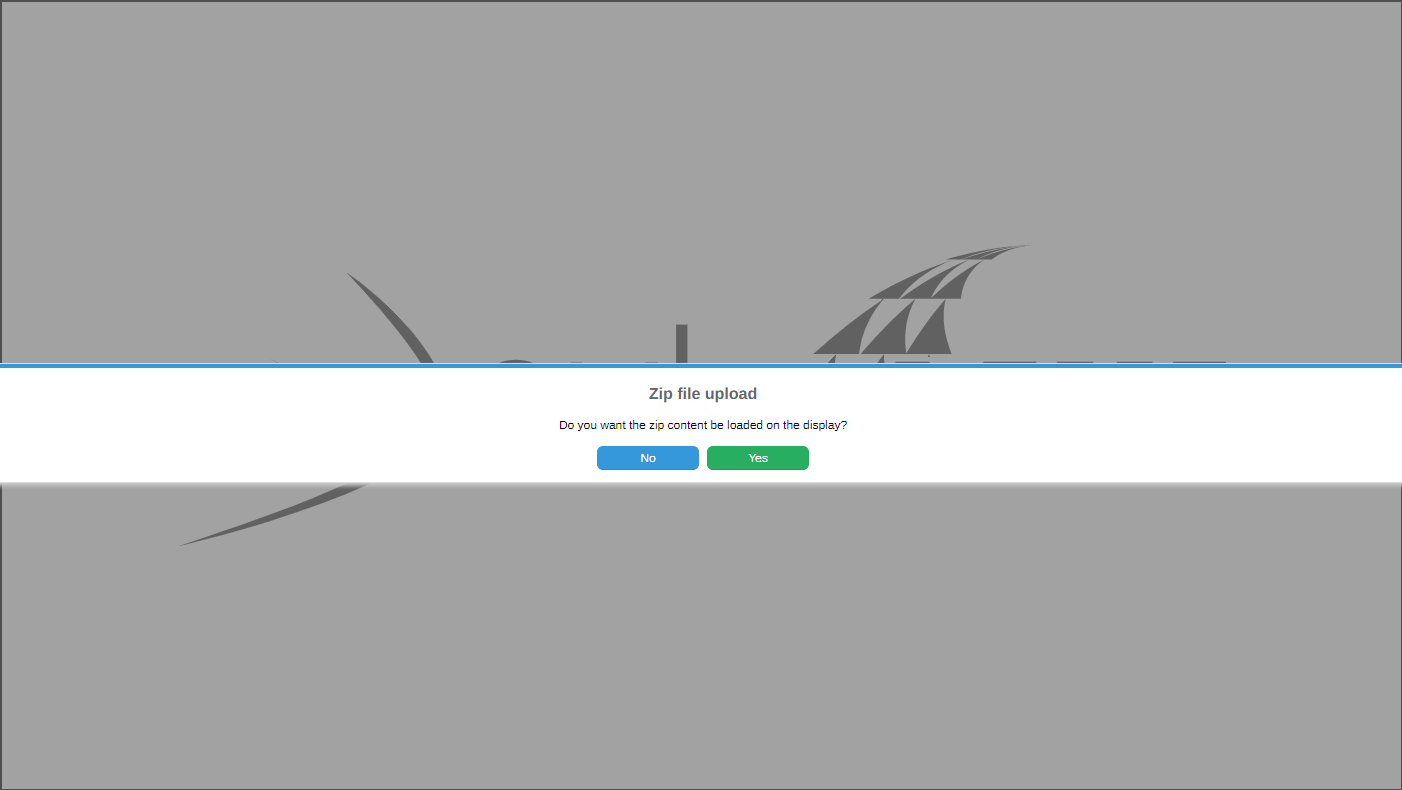 Zip file upload
Do you want the zip content be loaded on the display?
No
Yes